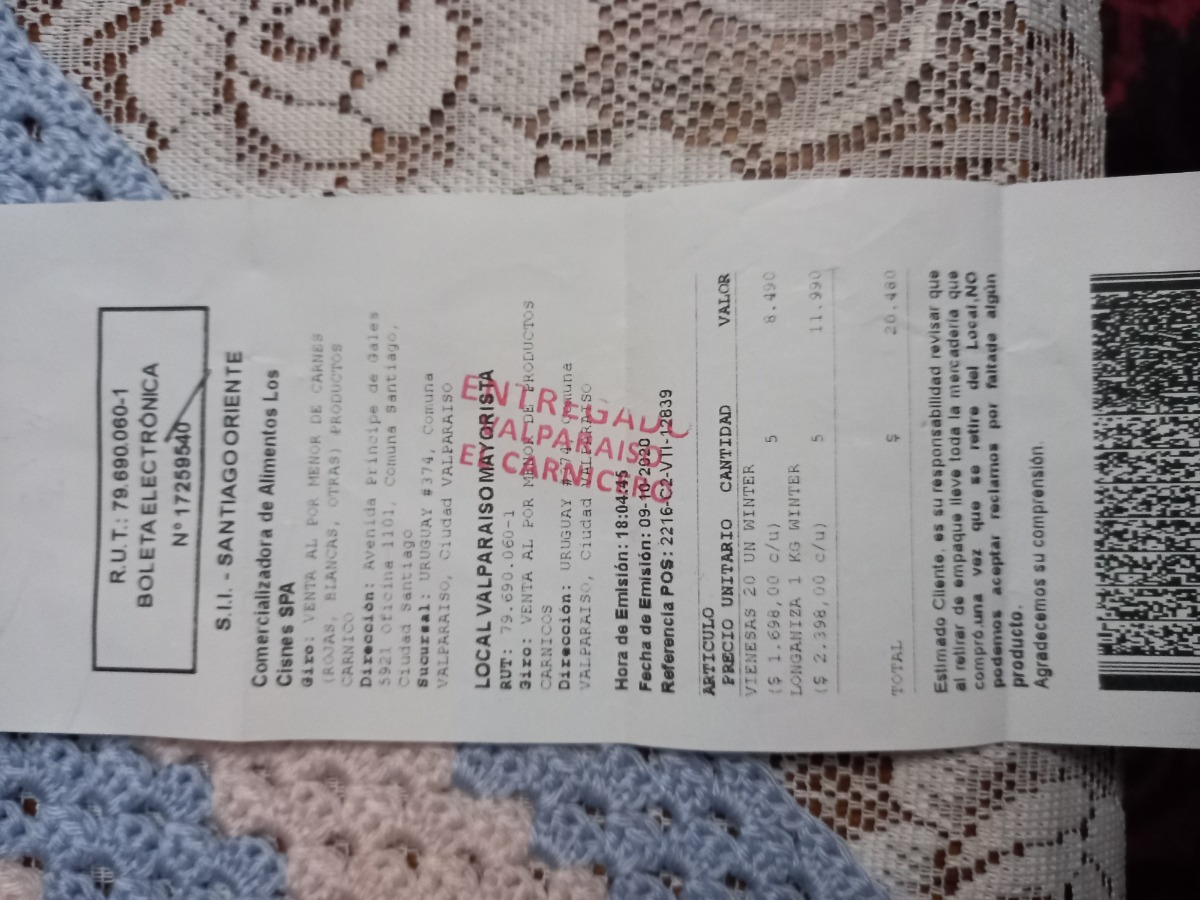 R.U.T.: 79.690.060-1
BOLETA ELECTRÓNICA
N° 17259540
S.I.I. - SANTIAGO ORIENTE
Comercializadora de Alimentos Los
Cisnes SPA
Giro: VENTA AL POR MENOR DE CARNES
(ROJAS, BLANCAS, OTRAS) PRODUCTOS
CARNICO
Dirección: Avenida Principe de Gales
5921 Oficina 1101, Comuna Santiago,
Ciudad Santiago
Sucursal: URUGUAY #374, Comuna
VALPARAISO, Ciudad VALPARAISO
LOCAL VALPARAISO MAYORISTA
RUT: 79.690.060-1
Giro: VENTA AL POR MENOR DE PRODUCTOS
CARNICOS
Dirección: URUGUAY #374, Comuna
VALPARAISO, Ciudad VALPARAISO
ENTREGADO
VALPARAISO
EL CARNICERO
Hora de Emisión: 18:04:45
Fecha de Emisión: 09-10-2020
Referencia POS: 2216-C2-VTI-12839
ARTICULO
PRECIO UNITARIO CANTIDAD VALOR
VIENESAS 20 UN WINTER
($ 1.698,00 c/u) 5 8.490
LONGANIZA 1 KG WINTER
($ 2.398,00 c/u) 5 11.990
TOTAL $ 20.480
Estimado Cliente, es su responsabilidad revisar que
al retirar de empaque lleve toda la mercadería que
compró,una vez que se retire del Local,NO
podemos aceptar reclamos por faltade algún
producto.
Agradecemos su comprensión.